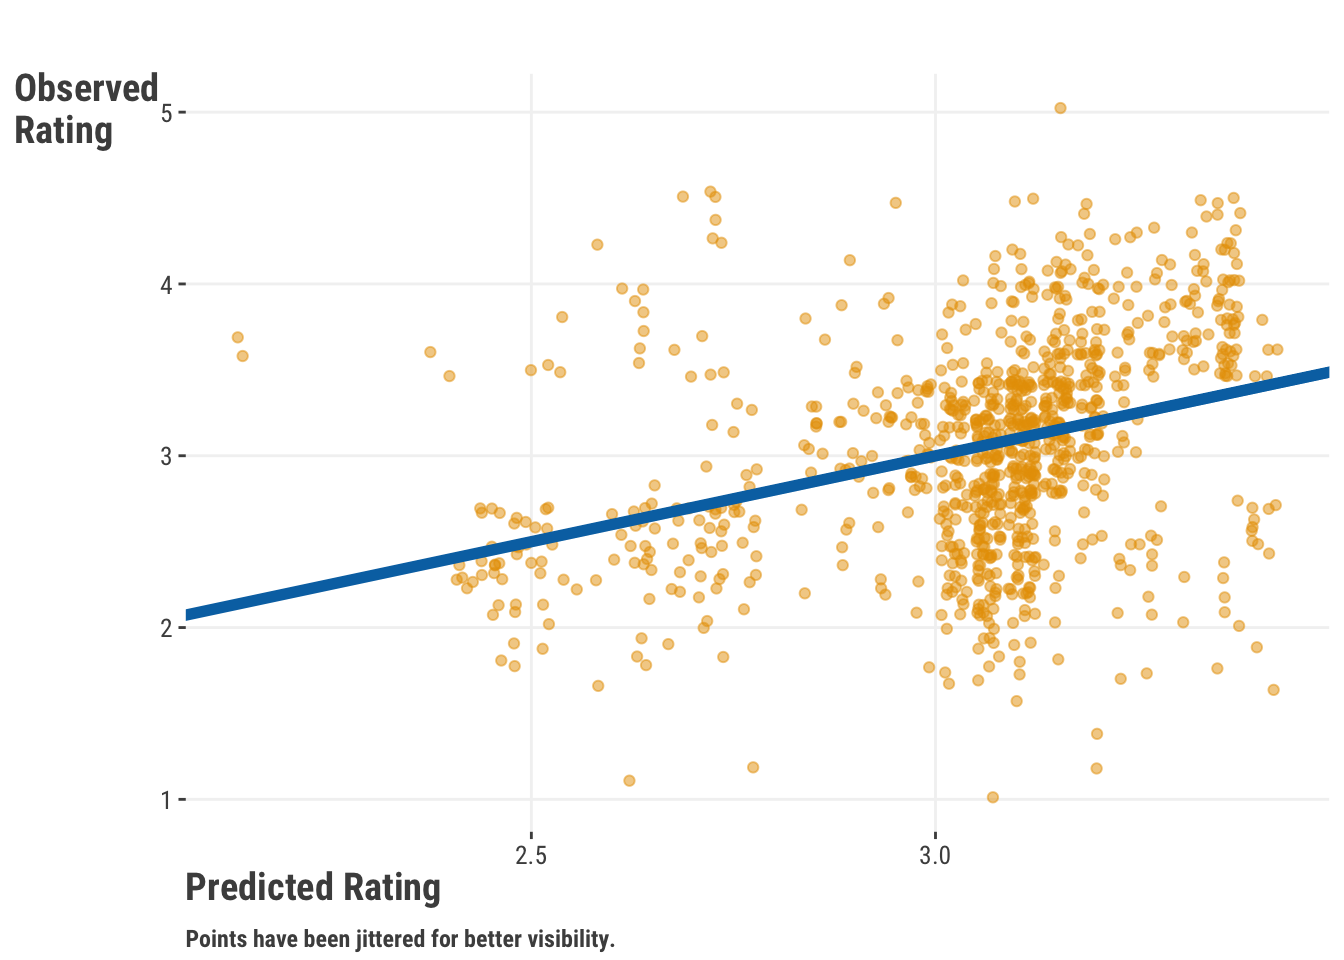 Observed
Rating
5
4
3
2
1
2.5
3.0
Predicted Rating
Points have been jittered for better visibility.